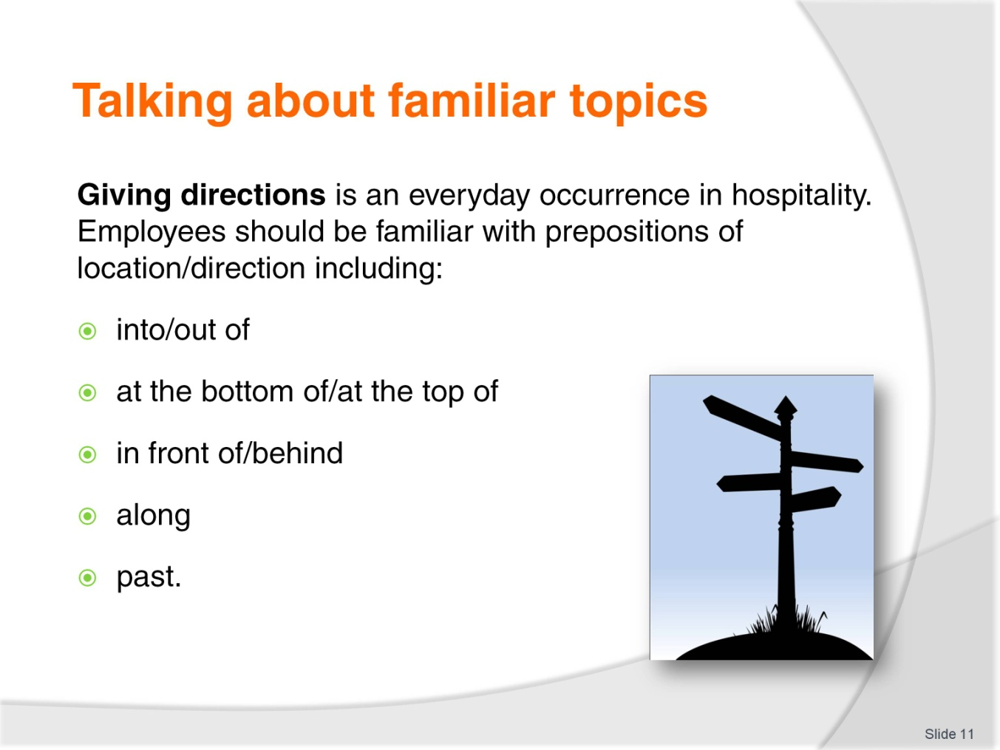 Talking about familiar topics
Giving directions is an everyday occurrence in hospitality.
Employees should be familiar with prepositions of
location/direction including:
into/out of
at the bottom of/at the top of
in front of/behind
along
past.
Slide 11